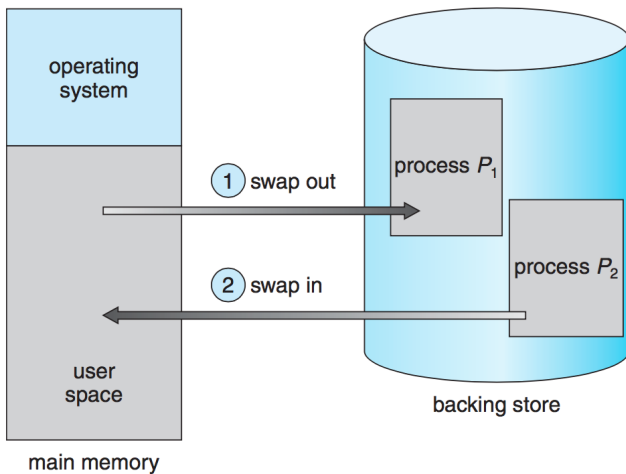 operating
system
1 swap out
process P1
2 swap in
process P2
user
space
backing store
main memory